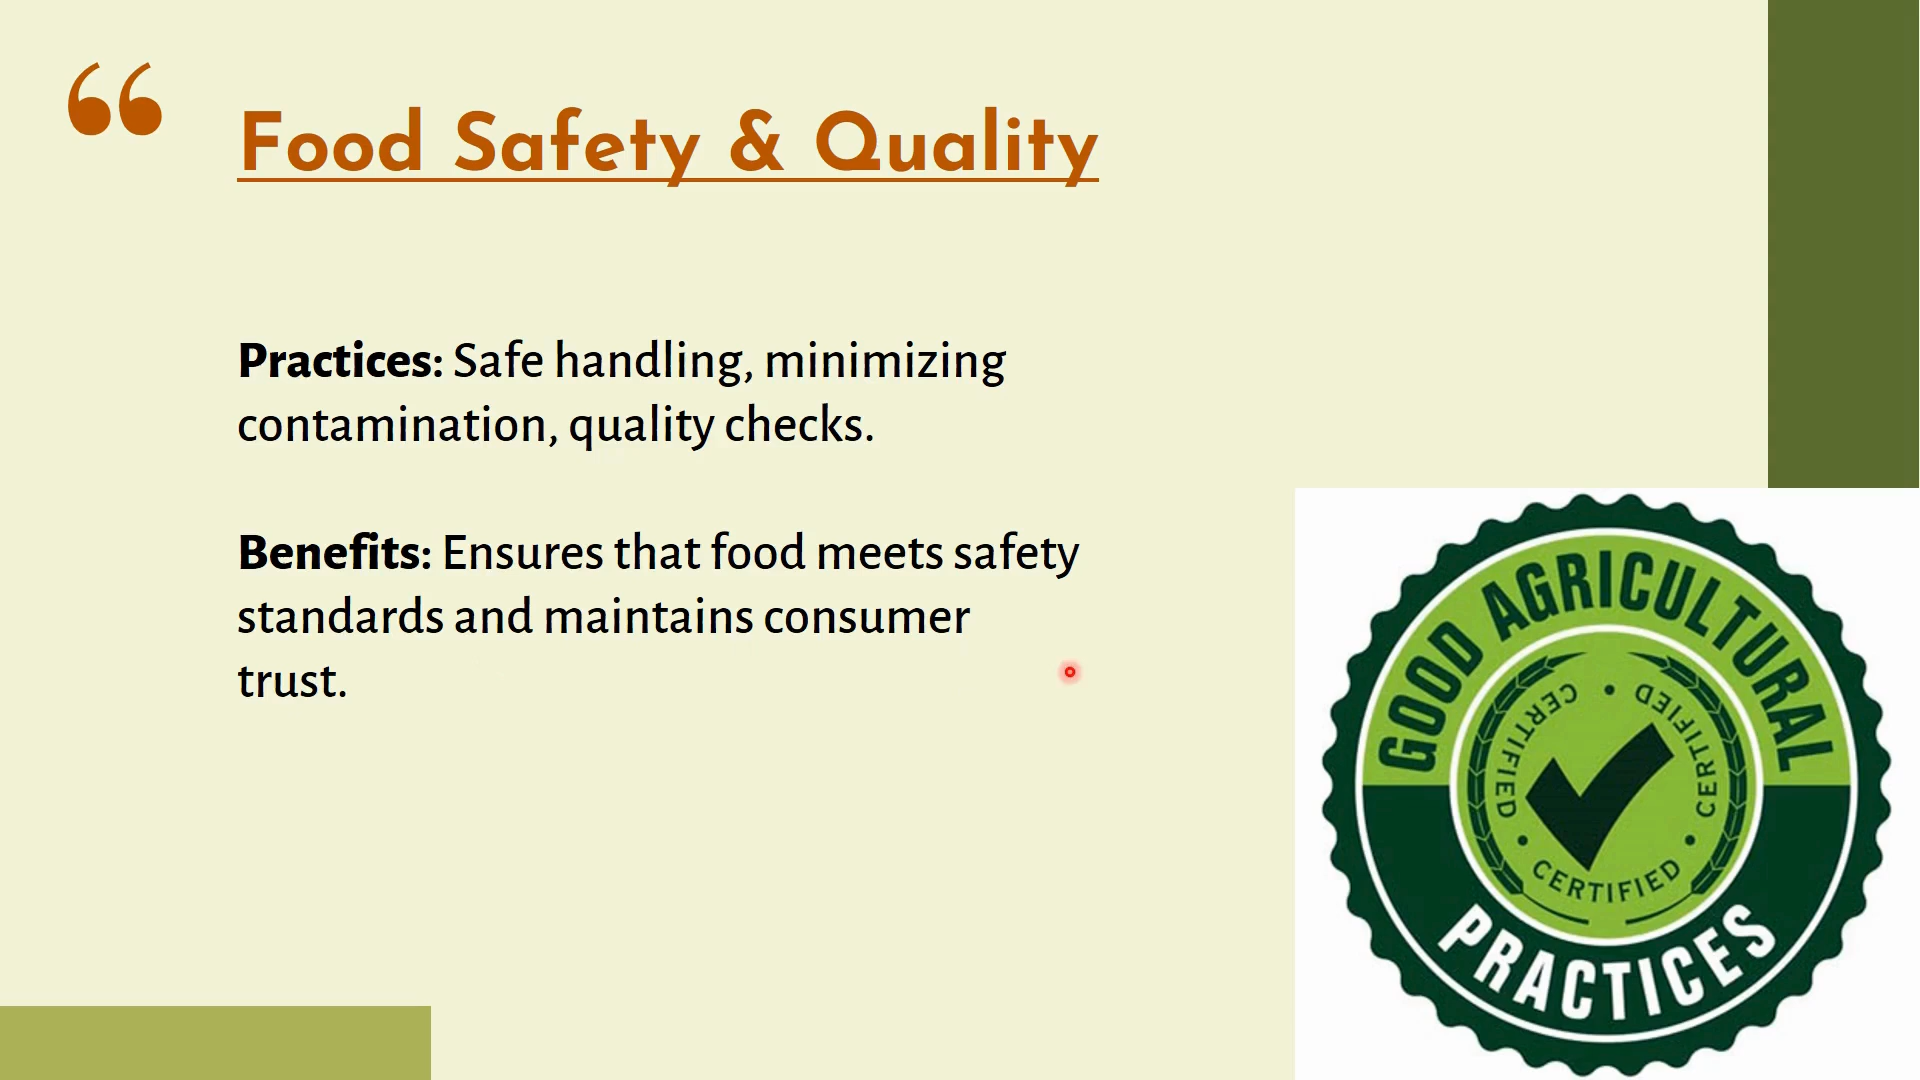 Food Safety & Quality
Practices: Safe handling, minimizing
contamination, quality checks.
Benefits: Ensures that food meets safety
standards and maintains consumer
trust.
GOOD AGRICULTURAL
CERTIFIED • CERTIFIED • CERTIFIED •
PRACTICES